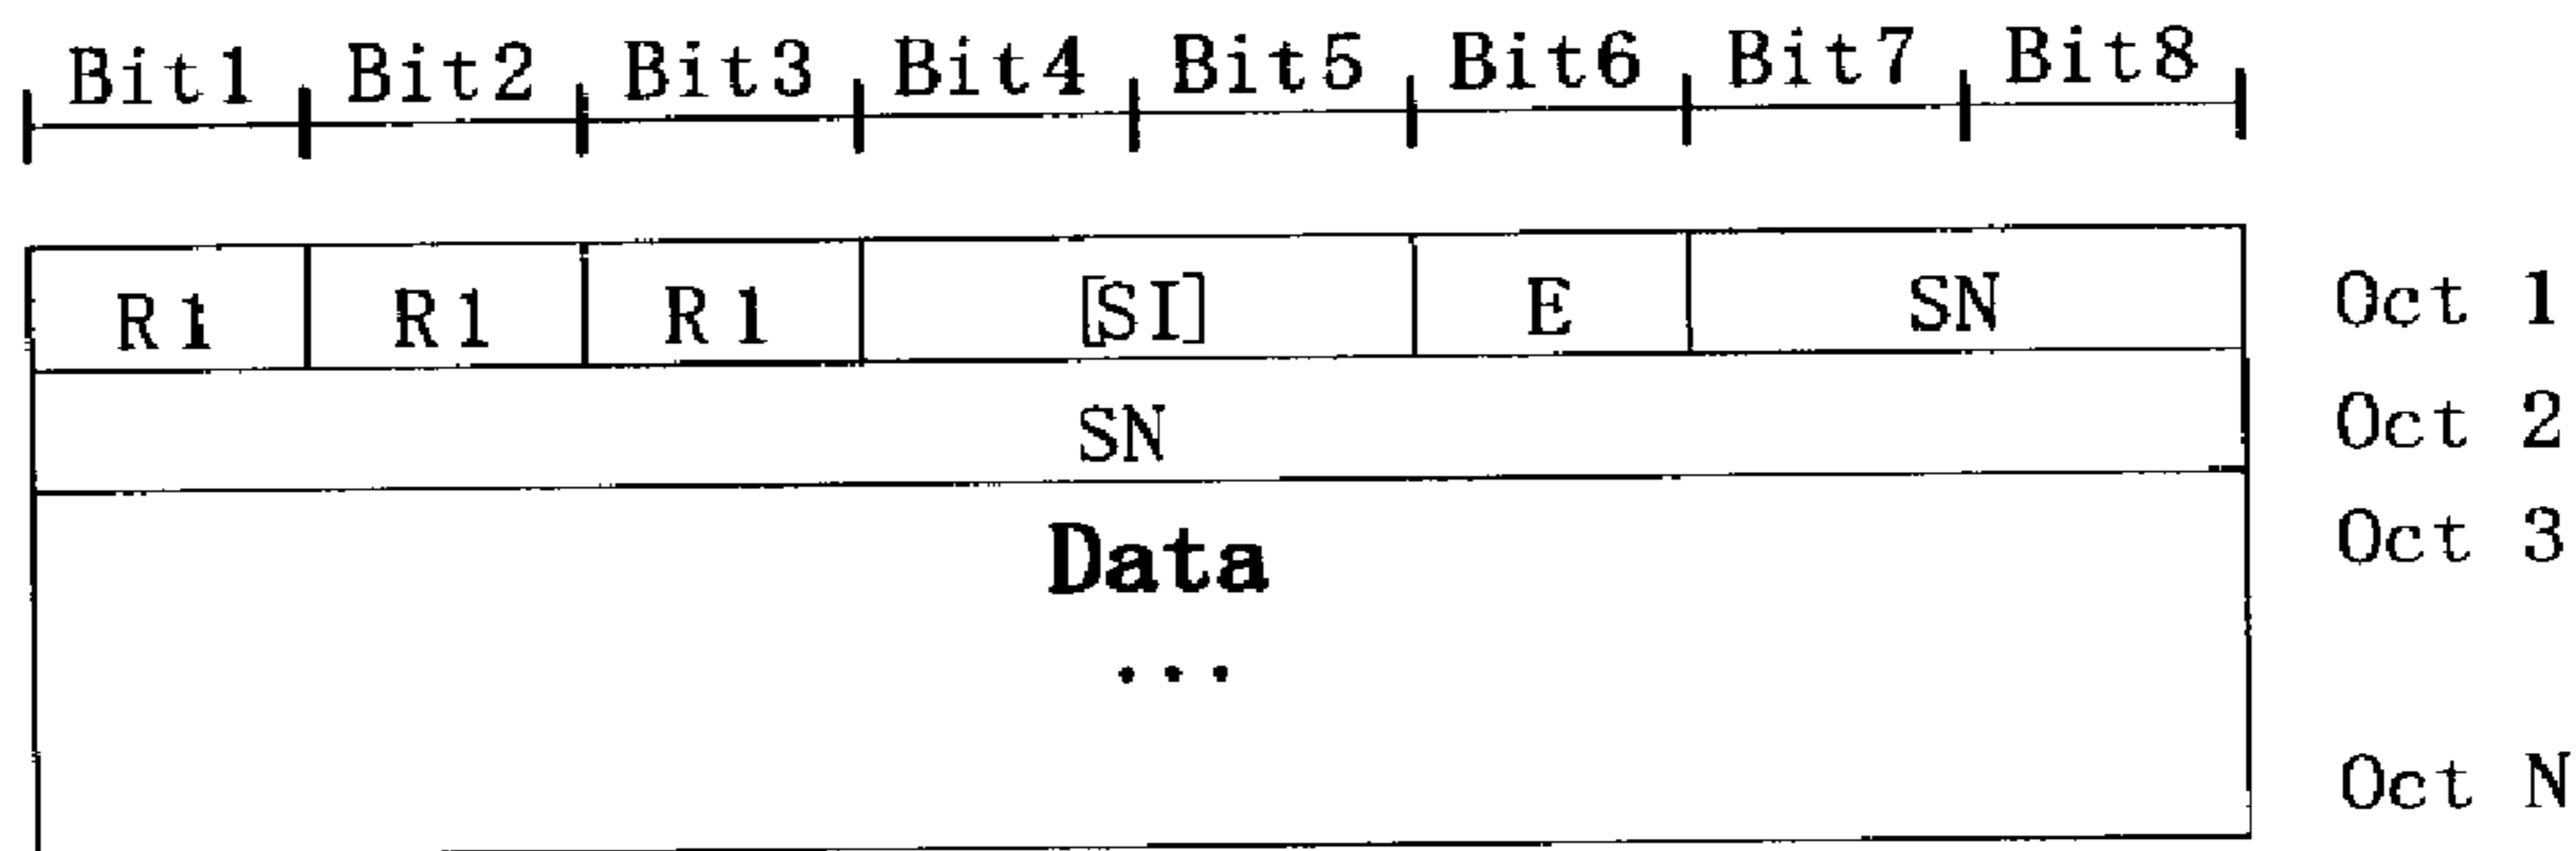 Bit1 Bit2 Bit3 Bit4 Bit5 Bit6 Bit7 Bit8
R1 R1 R1 [SI] E SN Oct 1
SN Oct 2
Data Oct 3
...
Oct N